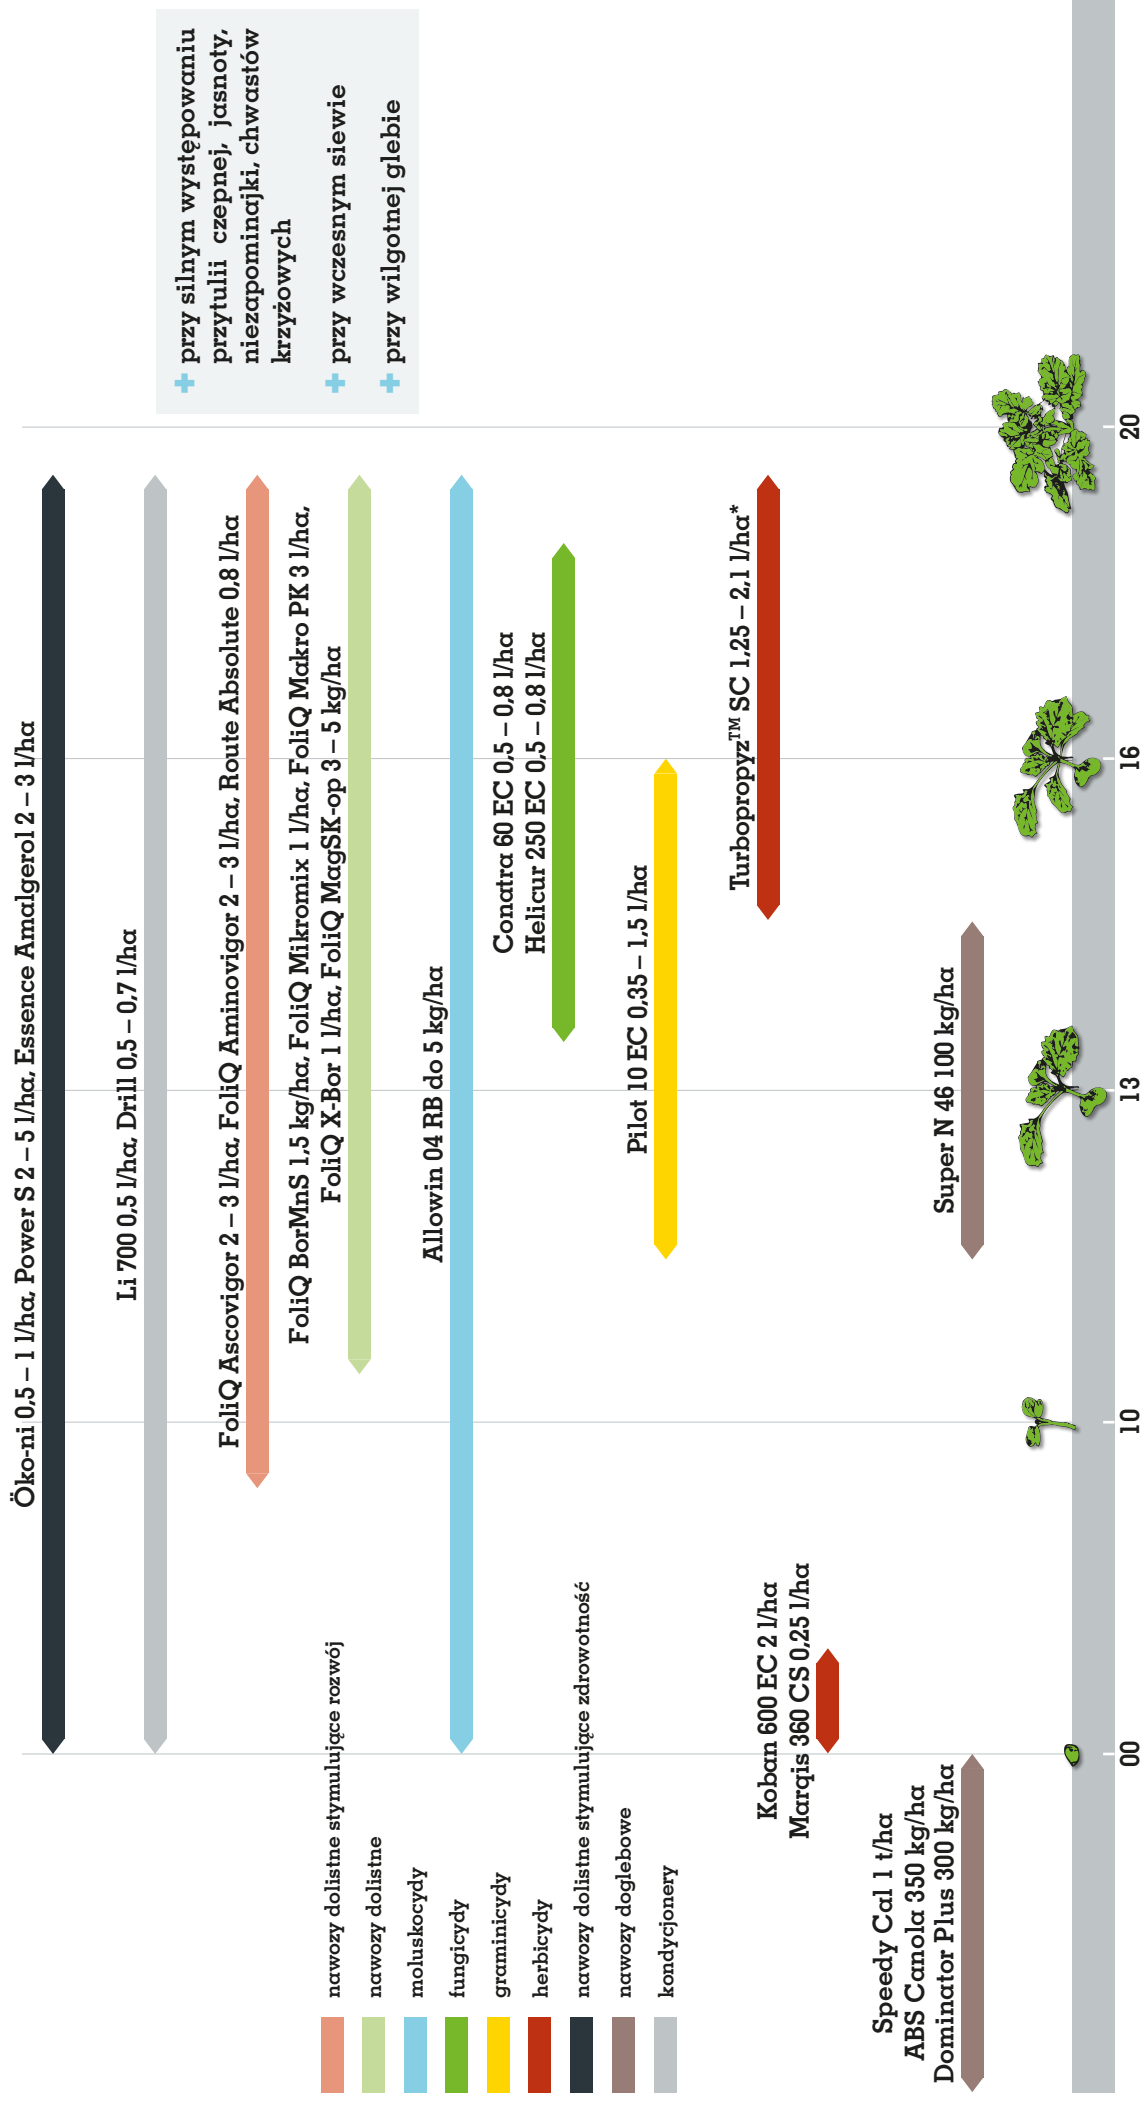 Öko-ni 0,5 – 1 l/ha, Power S 2 – 5 l/ha, Essence Amalgerol 2 – 3 l/ha
Li 700 0,5 l/ha, Drill 0,5 – 0,7 l/ha
FoliQ Ascovigor 2 – 3 l/ha, FoliQ Aminovigor 2 – 3 l/ha, Route Absolute 0,8 l/ha
FoliQ BorMnS 1,5 kg/ha, FoliQ Mikromix 1 l/ha, FoliQ Makro PK 3 l/ha,
FoliQ X-Bor 1 l/ha, FoliQ MagSK-op 3 – 5 kg/ha
Allowin 04 RB do 5 kg/ha
Conatra 60 EC 0,5 – 0,8 l/ha
Helicur 250 EC 0,5 – 0,8 l/ha
Pilot 10 EC 0,35 – 1,5 l/ha
Turbopropyz™ SC 1,25 – 2,1 l/ha*
Koban 600 EC 2 l/ha
Marqis 360 CS 0,25 l/ha
Super N 46 100 kg/ha
Speedy Cal 1 t/ha
ABS Canola 350 kg/ha
Dominator Plus 300 kg/ha
nawozy dolistne stymulujące rozwój
nawozy dolistne
moluskocydy
fungicydy
graminicydy
herbicydy
nawozy dolistne stymulujące zdrowotność
nawozy doglebowe
kondycjonery
+ przy silnym występowaniu
przytulii czepnej, jasnoty,
niezapominajki, chwastów
krzyżowych
+ przy wczesnym siewie
+ przy wilgotnej glebie
00
10
13
16
20